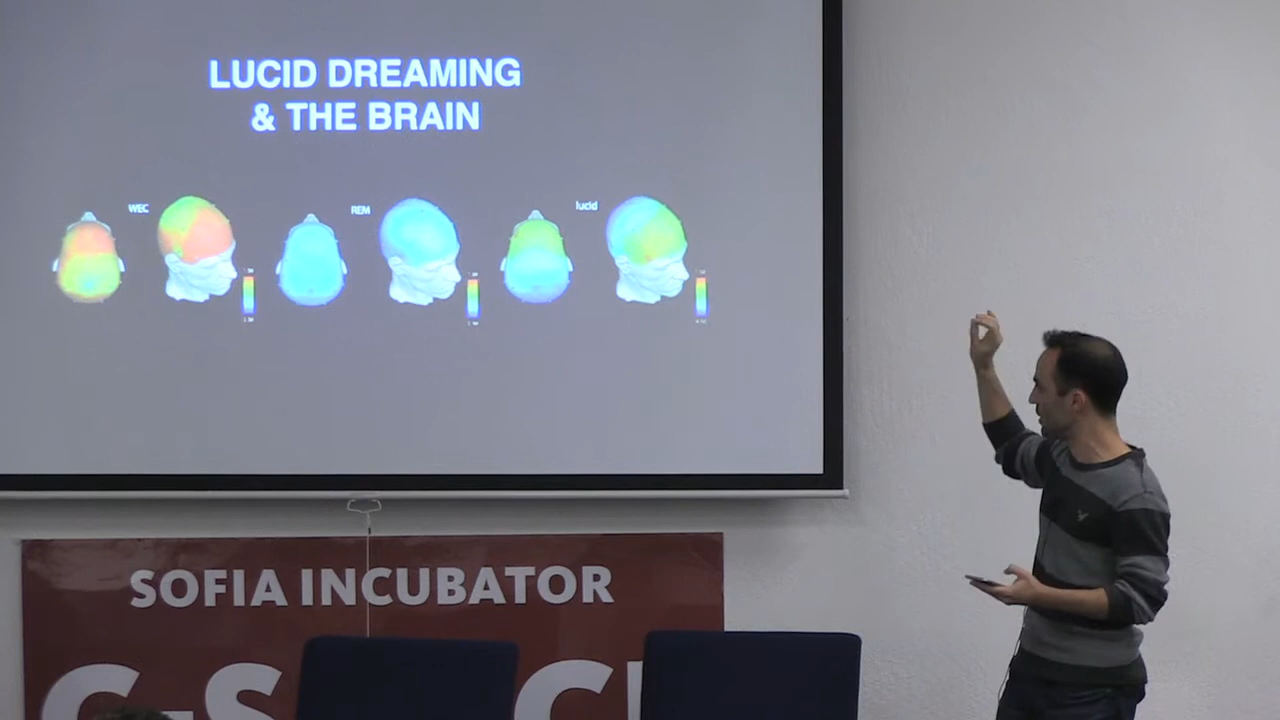 LUCID DREAMING
& THE BRAIN
WEC
REM
lucid
SOFIA INCUBATOR